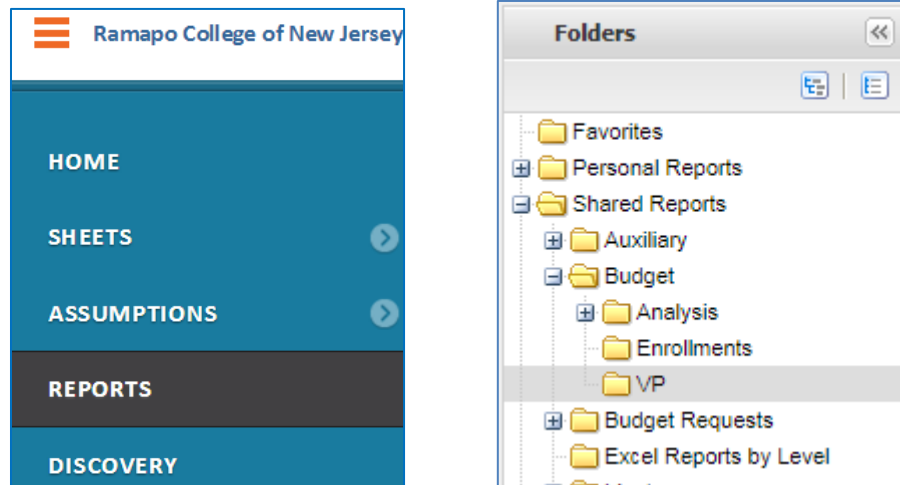 Ramapo College of New Jersey
HOME
SHEETS
ASSUMPTIONS
REPORTS
DISCOVERY
Folders
Favorites
Personal Reports
Shared Reports
Auxiliary
Budget
Analysis
Enrollments
VP
Budget Requests
Excel Reports by Level